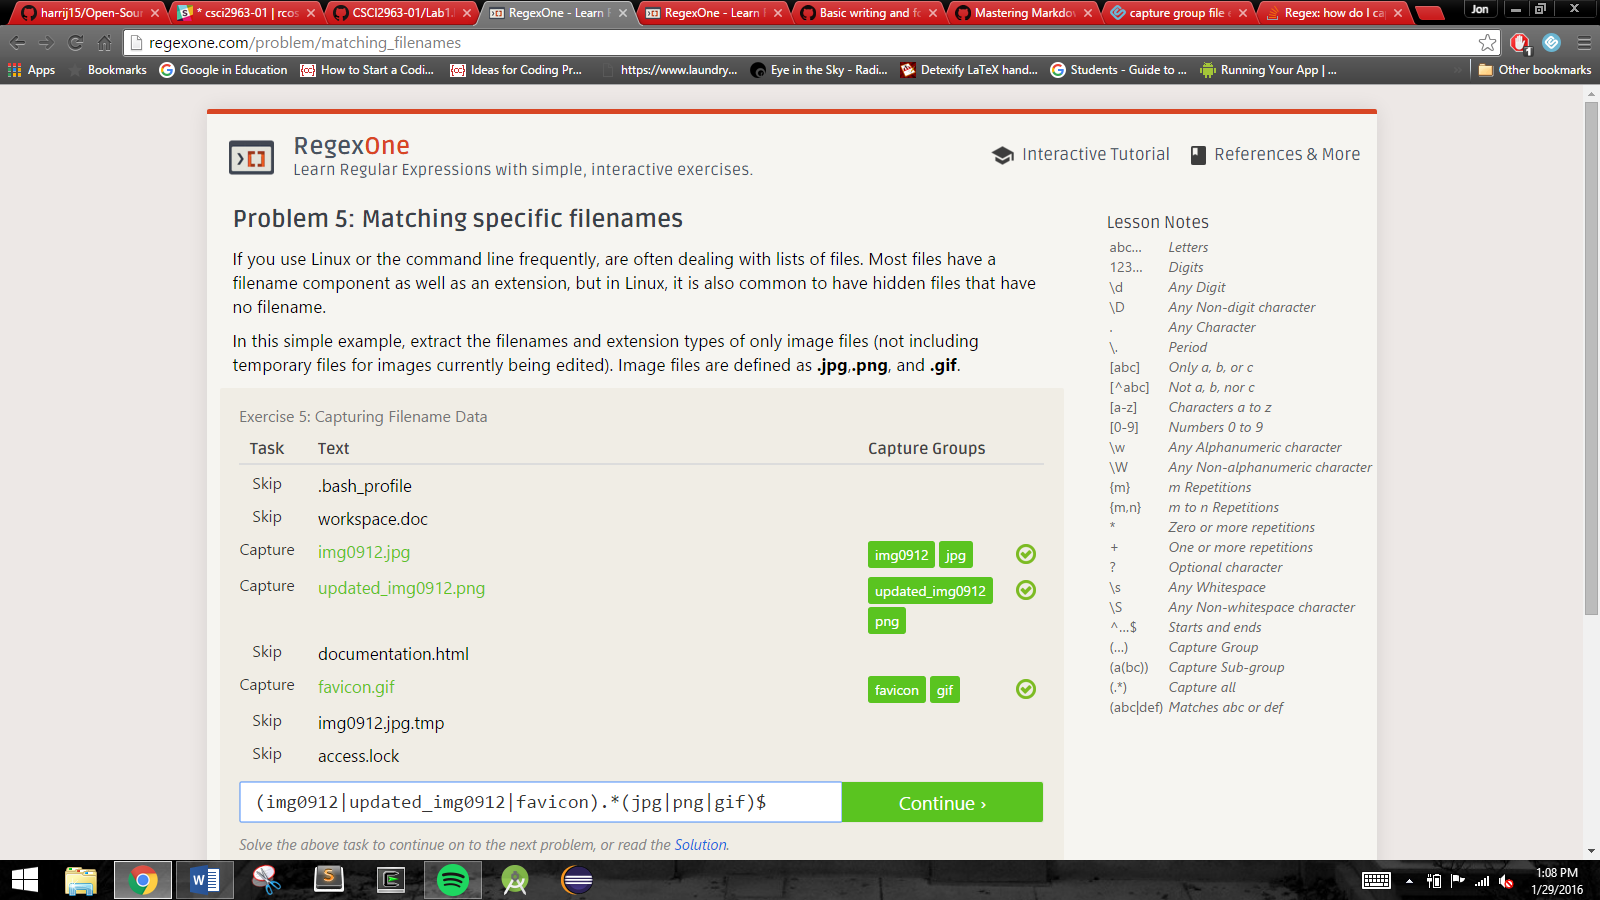 harrij15/Open-Sour
* csci2963-01 | rcos
CSCI2963-01/Lab1.
RegexOne - Learn R
RegexOne - Learn
Basic writing and fo
Mastering Markdo
capture group file
Regex: how do I ca
Jon
regexone.com/problem/matching_filenames
1
Apps
Bookmarks
Google in Education
How to Start a Codi...
Ideas for Coding Pr...
https://www.laundry...
Eye in the Sky - Radi...
Detexify LaTeX hand...
Students - Guide to ...
Running Your App | ...
Other bookmarks
RegexOne
Learn Regular Expressions with simple, interactive exercises.
Interactive Tutorial
References & More
Problem 5: Matching specific filenames
If you use Linux or the command line frequently, are often dealing with lists of files. Most files have a
filename component as well as an extension, but in Linux, it is also common to have hidden files that have
no filename.
In this simple example, extract the filenames and extension types of only image files (not including
temporary files for images currently being edited). Image files are defined as .jpg,.png, and .gif.
Exercise 5: Capturing Filename Data
Task Text Capture Groups
Skip .bash_profile
Skip workspace.doc
Capture img0912.jpg img0912 jpg
Capture updated_img0912.png updated_img0912
png
Skip documentation.html
Capture favicon.gif favicon gif
Skip img0912.jpg.tmp
Skip access.lock
(img0912|updated_img0912|favicon).*(jpg|png|gif)$
Continue ›
Solve the above task to continue on to the next problem, or read the Solution.
Lesson Notes
abc... Letters
123... Digits
\d Any Digit
\D Any Non-digit character
. Any Character
\. Period
[abc] Only a, b, or c
[^abc] Not a, b, nor c
[a-z] Characters a to z
[0-9] Numbers 0 to 9
\w Any Alphanumeric character
\W Any Non-alphanumeric character
{m} m Repetitions
{m,n} m to n Repetitions
* Zero or more repetitions
+ One or more repetitions
? Optional character
\s Any Whitespace
\S Any Non-whitespace character
^...$ Starts and ends
(...) Capture Group
(a(bc)) Capture Sub-group
(.*) Capture all
(abc|def) Matches abc or def
1:08 PM
1/29/2016